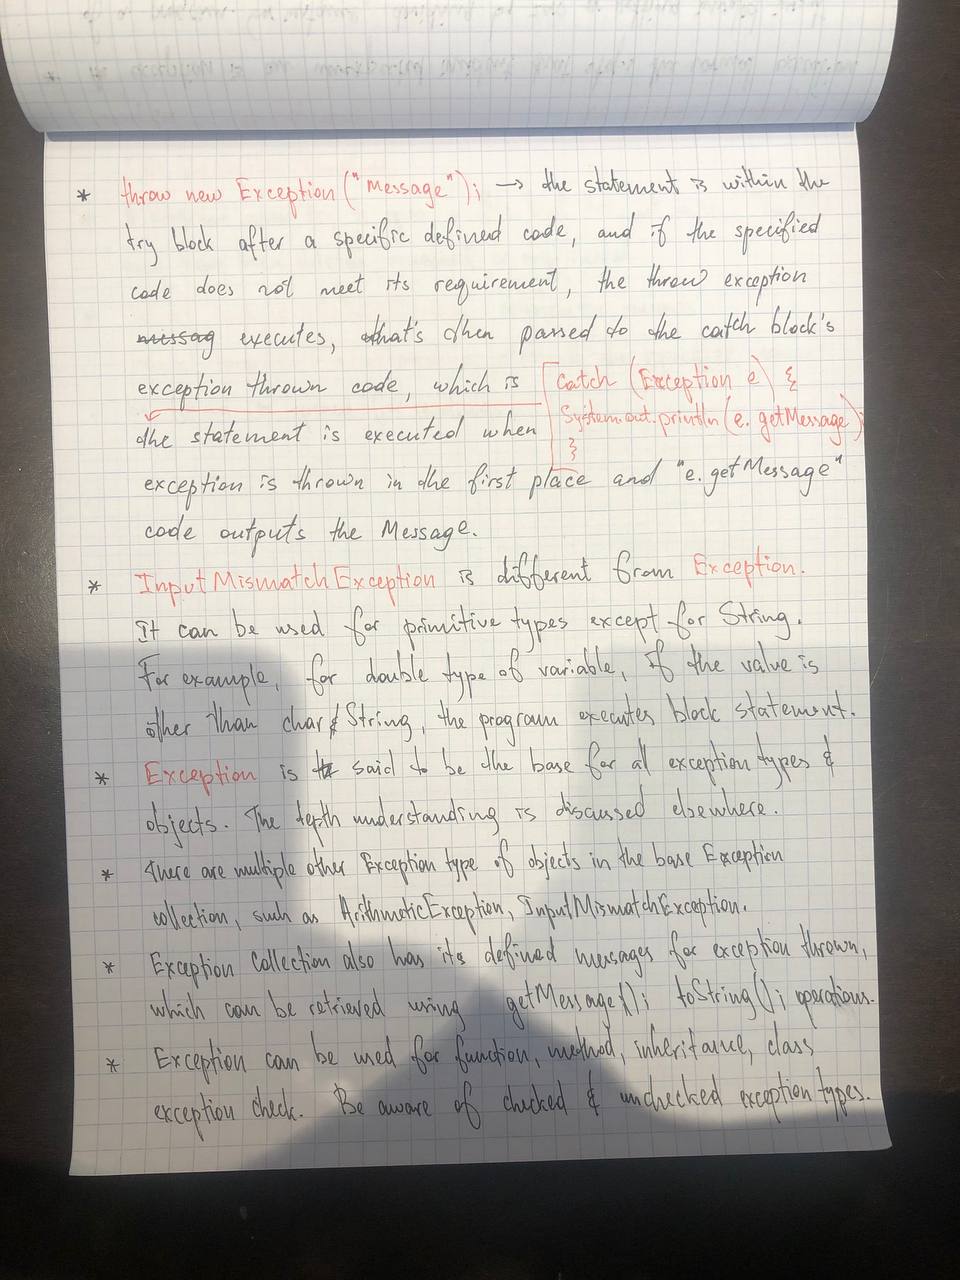 * throw new Exception("Message"); → the statement is within the
try block after a specific defined code, and if the specified
code does not meet its requirement, the throw exception
messag executes, that's then passed to the catch block's
exception thrown code, which is catch (Exception e) {
System.out.println(e.getMessage);
}
the statement is executed when
exception is thrown in the first place and "e.getMessage"
code outputs the Message.
* InputMismatchException is different from Exception.
It can be used for primitive types except for String.
For example, for double type of variable, if the value is
other than char & String, the program executes block statement.
* Exception is said to be the base for all exception types &
objects. The depth understanding is discussed elsewhere.
* There are multiple other Exception type of objects in the base Exception
collection, such as ArithmeticException, InputMismatchException.
* Exception Collection also has its defined messages for exception thrown,
which can be retrieved using getMessage(); toString(); operations.
* Exception can be used for function, method, inheritance, class
exception check. Be aware of checked & unchecked exception types.